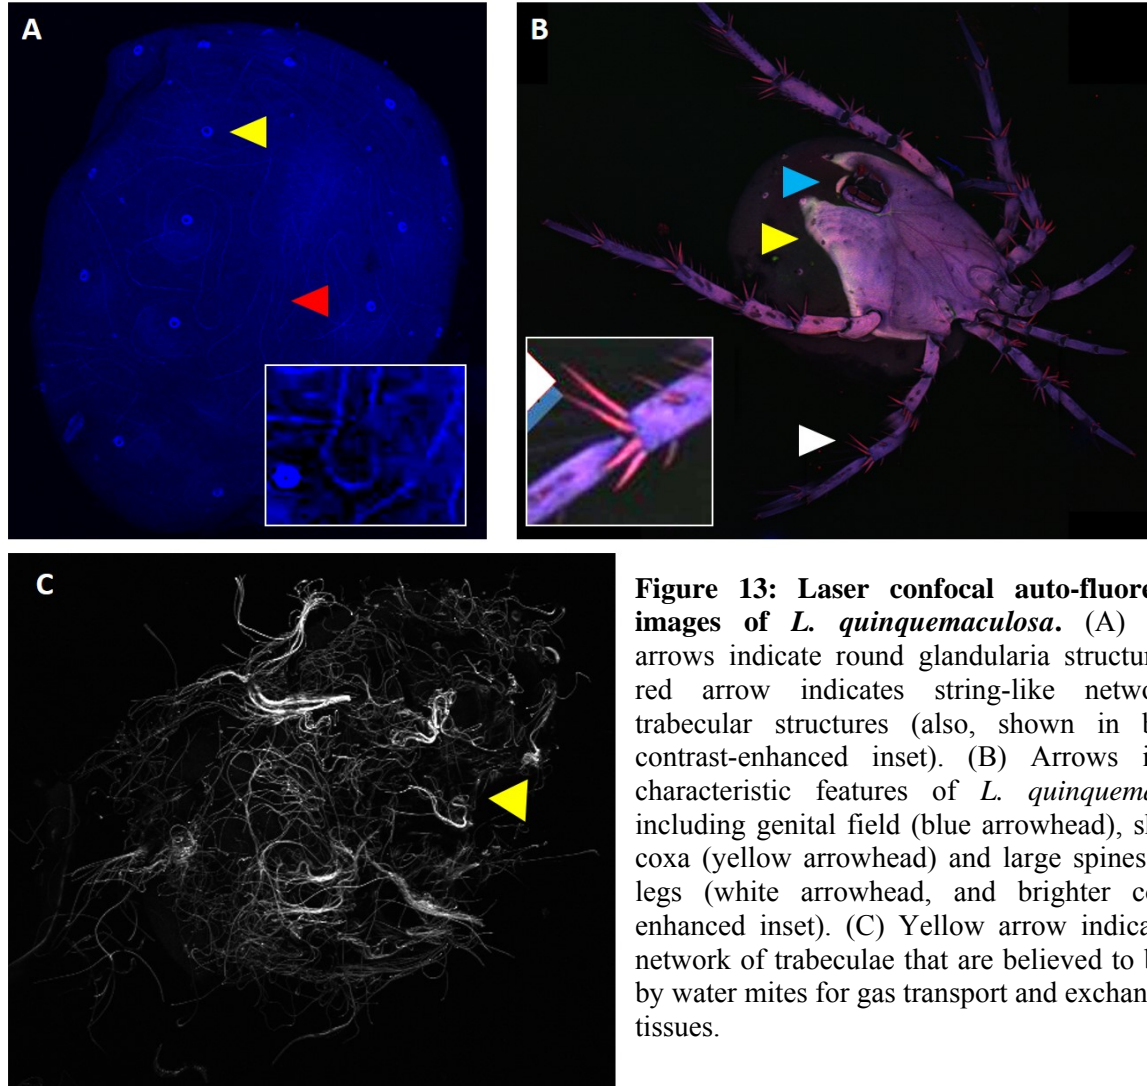 A
B
C
Figure 13: Laser confocal auto-fluore
images of L. quinquemaculosa. (A)
arrows indicate round glandularia structur
red arrow indicates string-like netwo
trabecular structures (also, shown in b
contrast-enhanced inset). (B) Arrows i
characteristic features of L. quinquema
including genital field (blue arrowhead), sl
coxa (yellow arrowhead) and large spines
legs (white arrowhead, and brighter co
enhanced inset). (C) Yellow arrow indica
network of trabeculae that are believed to b
by water mites for gas transport and exchan
tissues.